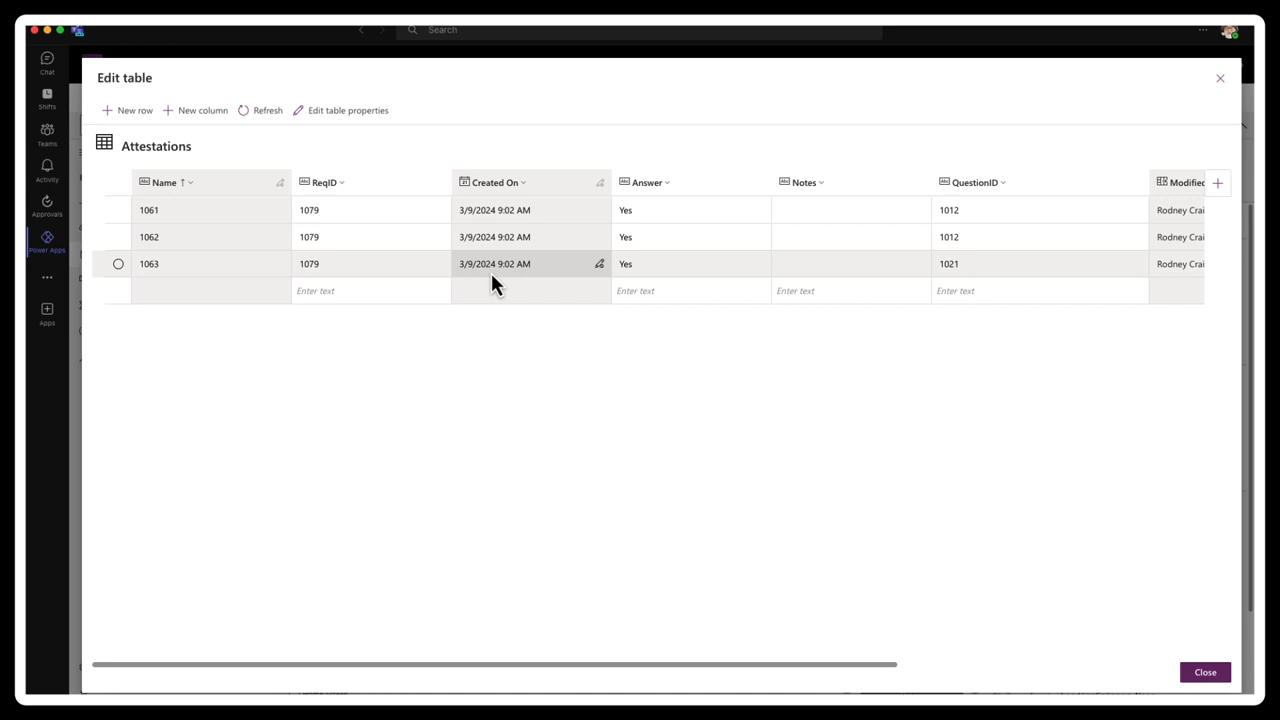 Search
Chat
Shifts
Teams
Activity
Approvals
Power Apps
Apps
Edit table
New row New column Refresh Edit table properties
Attestations
Name ReqID Created On Answer Notes QuestionID Modified
1061 1079 3/9/2024 9:02 AM Yes 1012 Rodney Crai
1062 1079 3/9/2024 9:02 AM Yes 1012 Rodney Crai
1063 1079 3/9/2024 9:02 AM Yes 1021 Rodney Crai
Enter text Enter text Enter text Enter text
Close